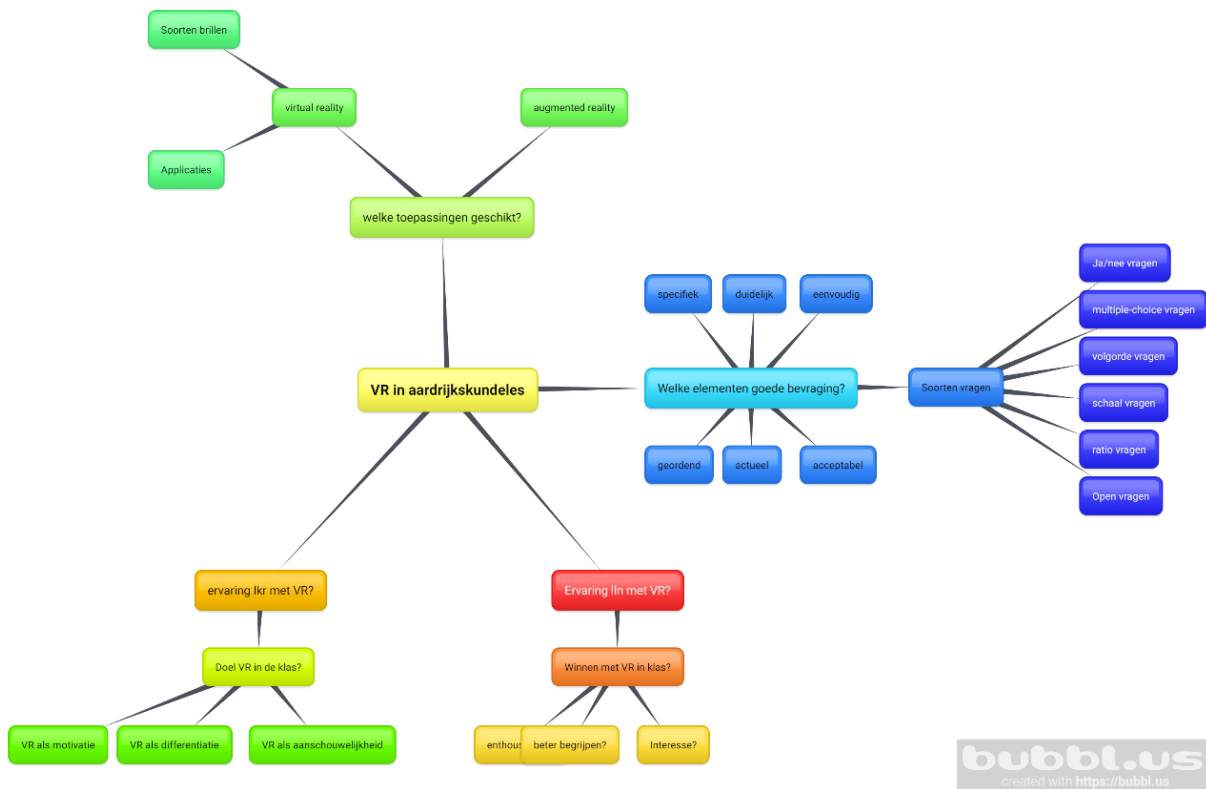 Soorten brillen
virtual reality
augmented reality
Applicaties
welke toepassingen geschikt?
specifiek
duidelijk
eenvoudig
Ja/nee vragen
multiple-choice vragen
volgorde vragen
VR in aardrijkskundeles
Welke elementen goede bevraging?
Soorten vragen
schaal vragen
ratio vragen
geordend
actueel
acceptabel
Open vragen
ervaring lkr met VR?
Ervaring lln met VR?
Doel VR in de klas?
Winnen met VR in klas?
VR als motivatie
VR als differentiatie
VR als aanschouwelijkheid
beter begrijpen?
Interesse?
bubbl.us
created with https://bubbl.us